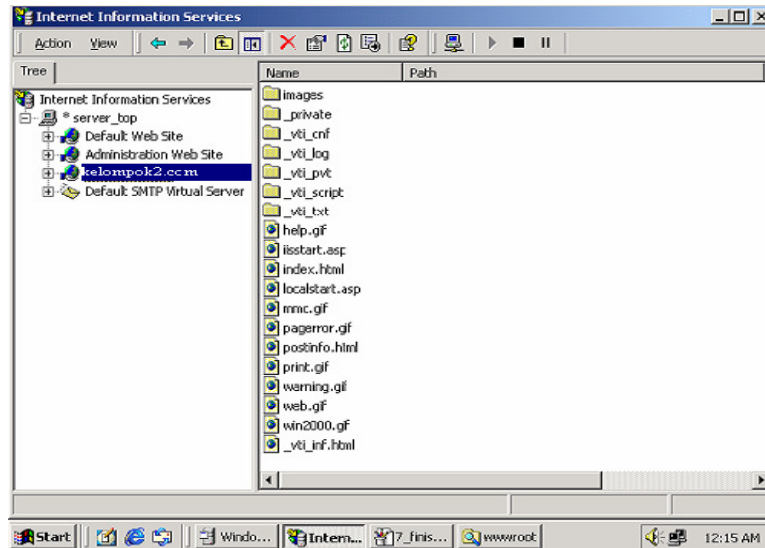 Internet Information Services
Action View
Tree
Name Path
Internet Information Services
* server_top
Default Web Site
Administration Web Site
kelompok2.ccm
Default SMTP Virtual Server
images
_private
_vti_cnf
_vti_log
_vti_pvt
_vti_script
_vti_txt
help.gif
iisstart.asp
index.html
localstart.asp
mmc.gif
pagerror.gif
postinfo.html
print.gif
warning.gif
web.gif
win2000.gif
_vti_inf.html
Start Windo... Intern... 7_finis... wwwroot 12:15 AM